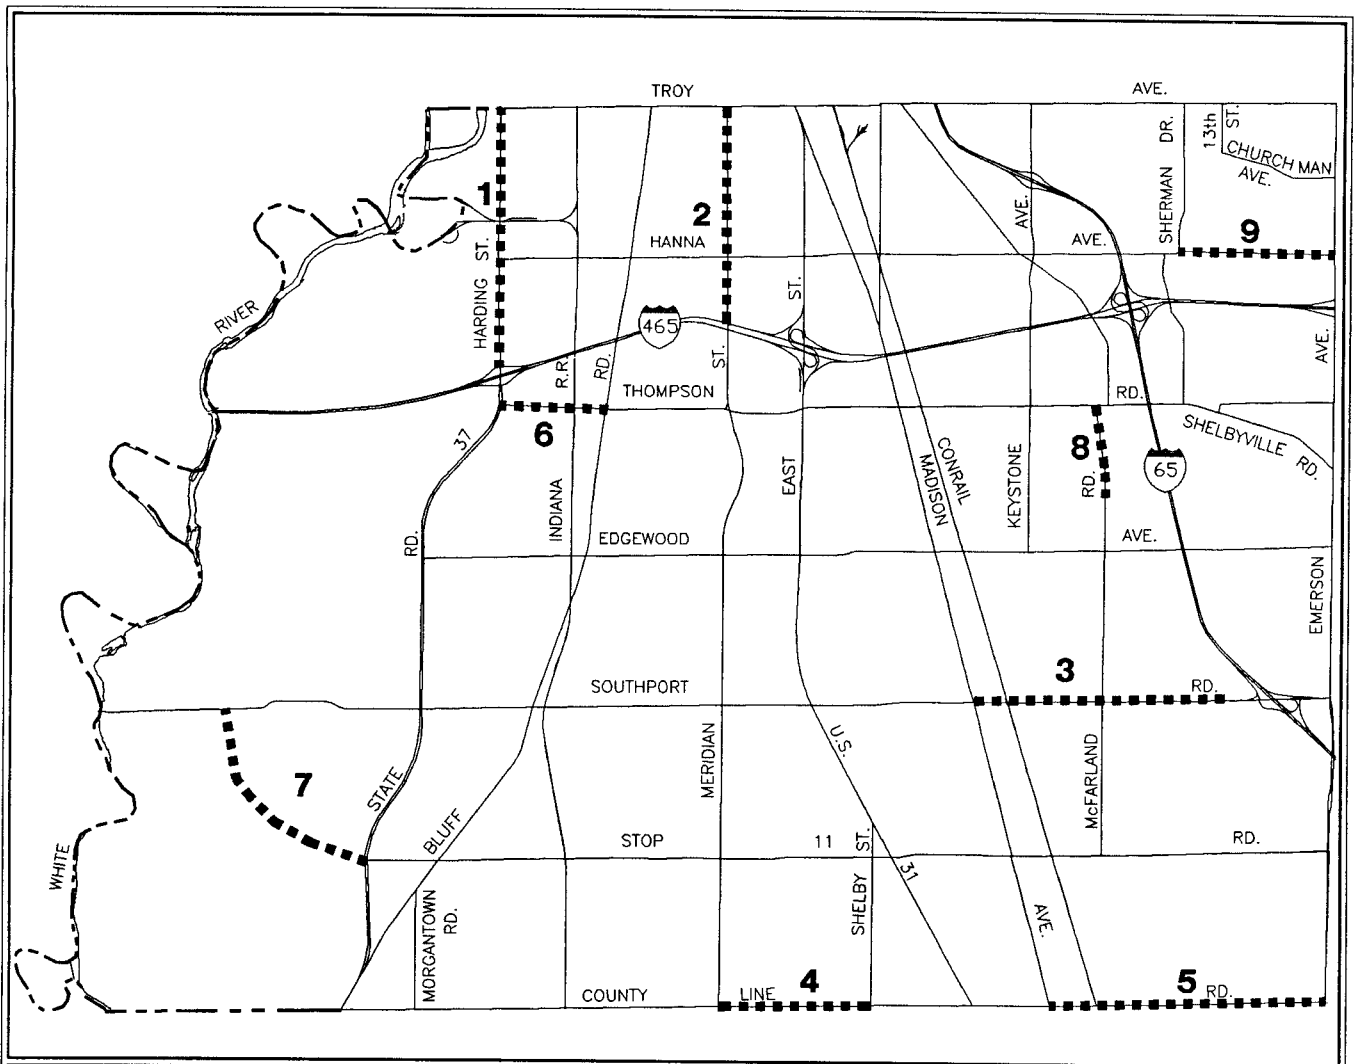 TROY
AVE.
13th
ST.
DR.
SHERMAN
CHURCHMAN
AVE.
1
2
9
AVE.
HANNA
AVE.
ST.
HARDING
ST.
RIVER
465
ST.
R.R.
RD.
AVE.
THOMPSON
RD.
6
37
SHELBYVILLE
RD.
8
RD.
CONRAIL
MADISON
KEYSTONE
65
EAST
INDIANA
RD.
EDGEWOOD
AVE.
EMERSON
3
SOUTHPORT
RD.
U.S.
MERIDIAN
McFARLAND
7
STATE
BLUFF
STOP
11
ST.
RD.
WHITE
31
SHELBY
MORGANTOWN
RD.
AVE.
4
5
COUNTY
LINE
RD.